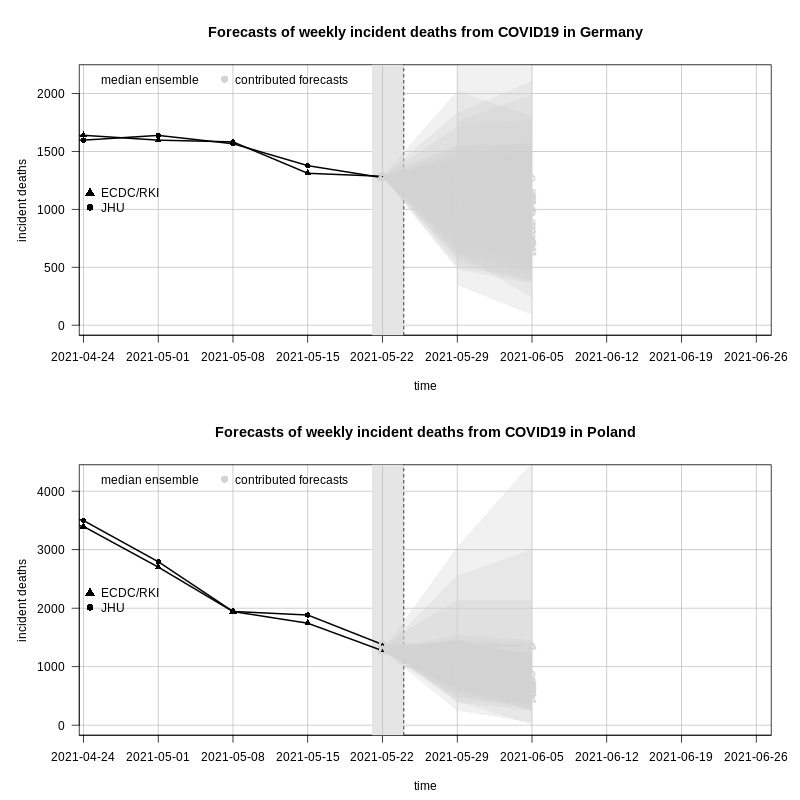 Forecasts of weekly incident deaths from COVID19 in Germany
median ensemble contributed forecasts
2000
1500
1000
500
0
incident deaths
ECDC/RKI
JHU
2021-04-24 2021-05-01 2021-05-08 2021-05-15 2021-05-22 2021-05-29 2021-06-05 2021-06-12 2021-06-19 2021-06-26
time
Forecasts of weekly incident deaths from COVID19 in Poland
median ensemble contributed forecasts
4000
3000
2000
1000
0
incident deaths
ECDC/RKI
JHU
2021-04-24 2021-05-01 2021-05-08 2021-05-15 2021-05-22 2021-05-29 2021-06-05 2021-06-12 2021-06-19 2021-06-26
time